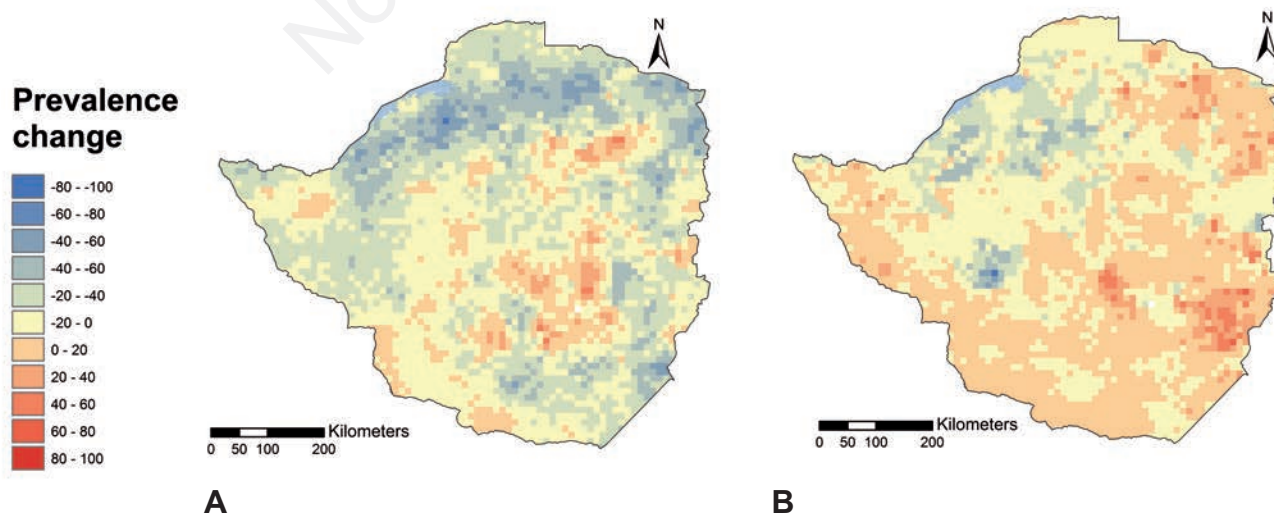 No
N
N
Prevalence
change
-80 - -100
-60 - -80
-40 - -60
-40 - -60
-20 - -40
-20 - 0
0 - 20
20 - 40
40 - 60
60 - 80
80 - 100
Kilometers
0 50 100 200
Kilometers
0 50 100 200
A
B